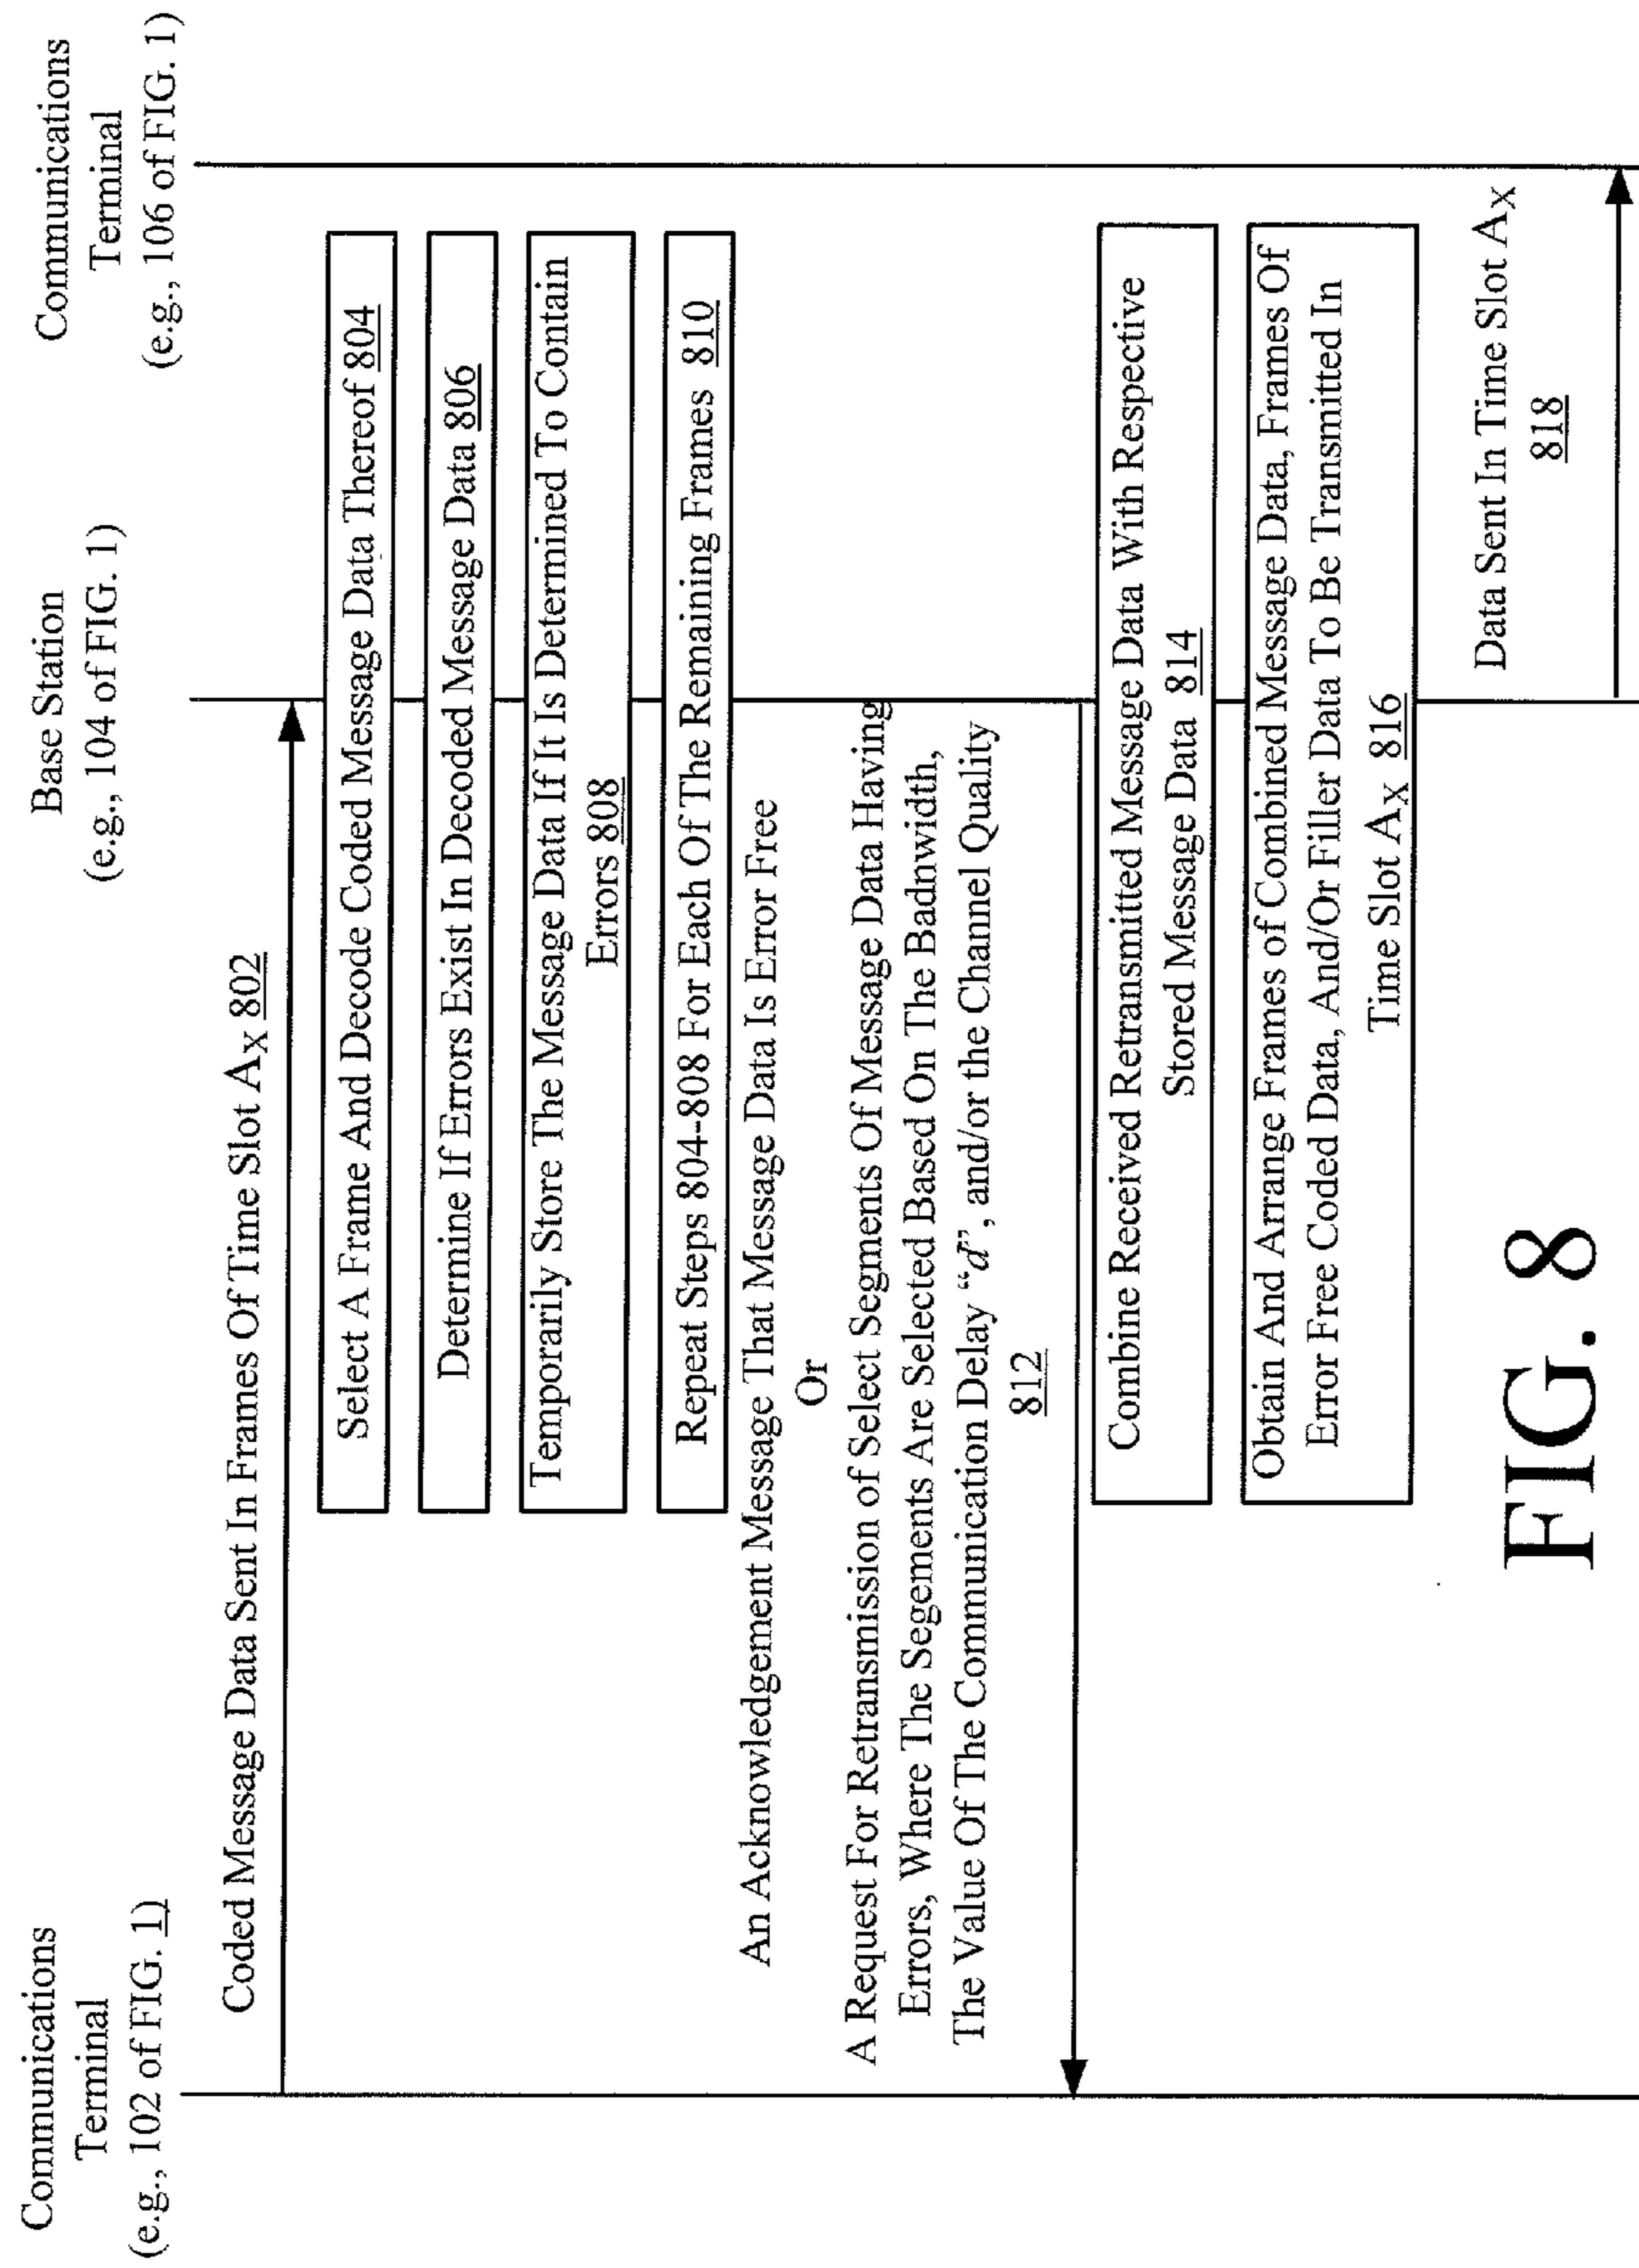 Communications
Terminal
(e.g., 102 of FIG. 1)
Base Station
(e.g., 104 of FIG. 1)
Communications
Terminal
(e.g., 106 of FIG. 1)
Coded Message Data Sent In Frames Of Time Slot AX 802
Select A Frame And Decode Coded Message Data Thereof 804
Determine If Errors Exist In Decoded Message Data 806
Temporarily Store The Message Data If It Is Determined To Contain
Errors 808
Repeat Steps 804-808 For Each Of The Remaining Frames 810
An Acknowledgement Message That Message Data Is Error Free
Or
A Request For Retransmission of Select Segments Of Message Data Having
Errors, Where The Segements Are Selected Based On The Badnwidth,
The Value Of The Communication Delay “d”, and/or the Channel Quality
812
Combine Received Retransmitted Message Data With Respective
Stored Message Data 814
Obtain And Arrange Frames of Combined Message Data, Frames Of
Error Free Coded Data, And/Or Filler Data To Be Transmitted In
Time Slot AX 816
Data Sent In Time Slot AX
818
FIG. 8